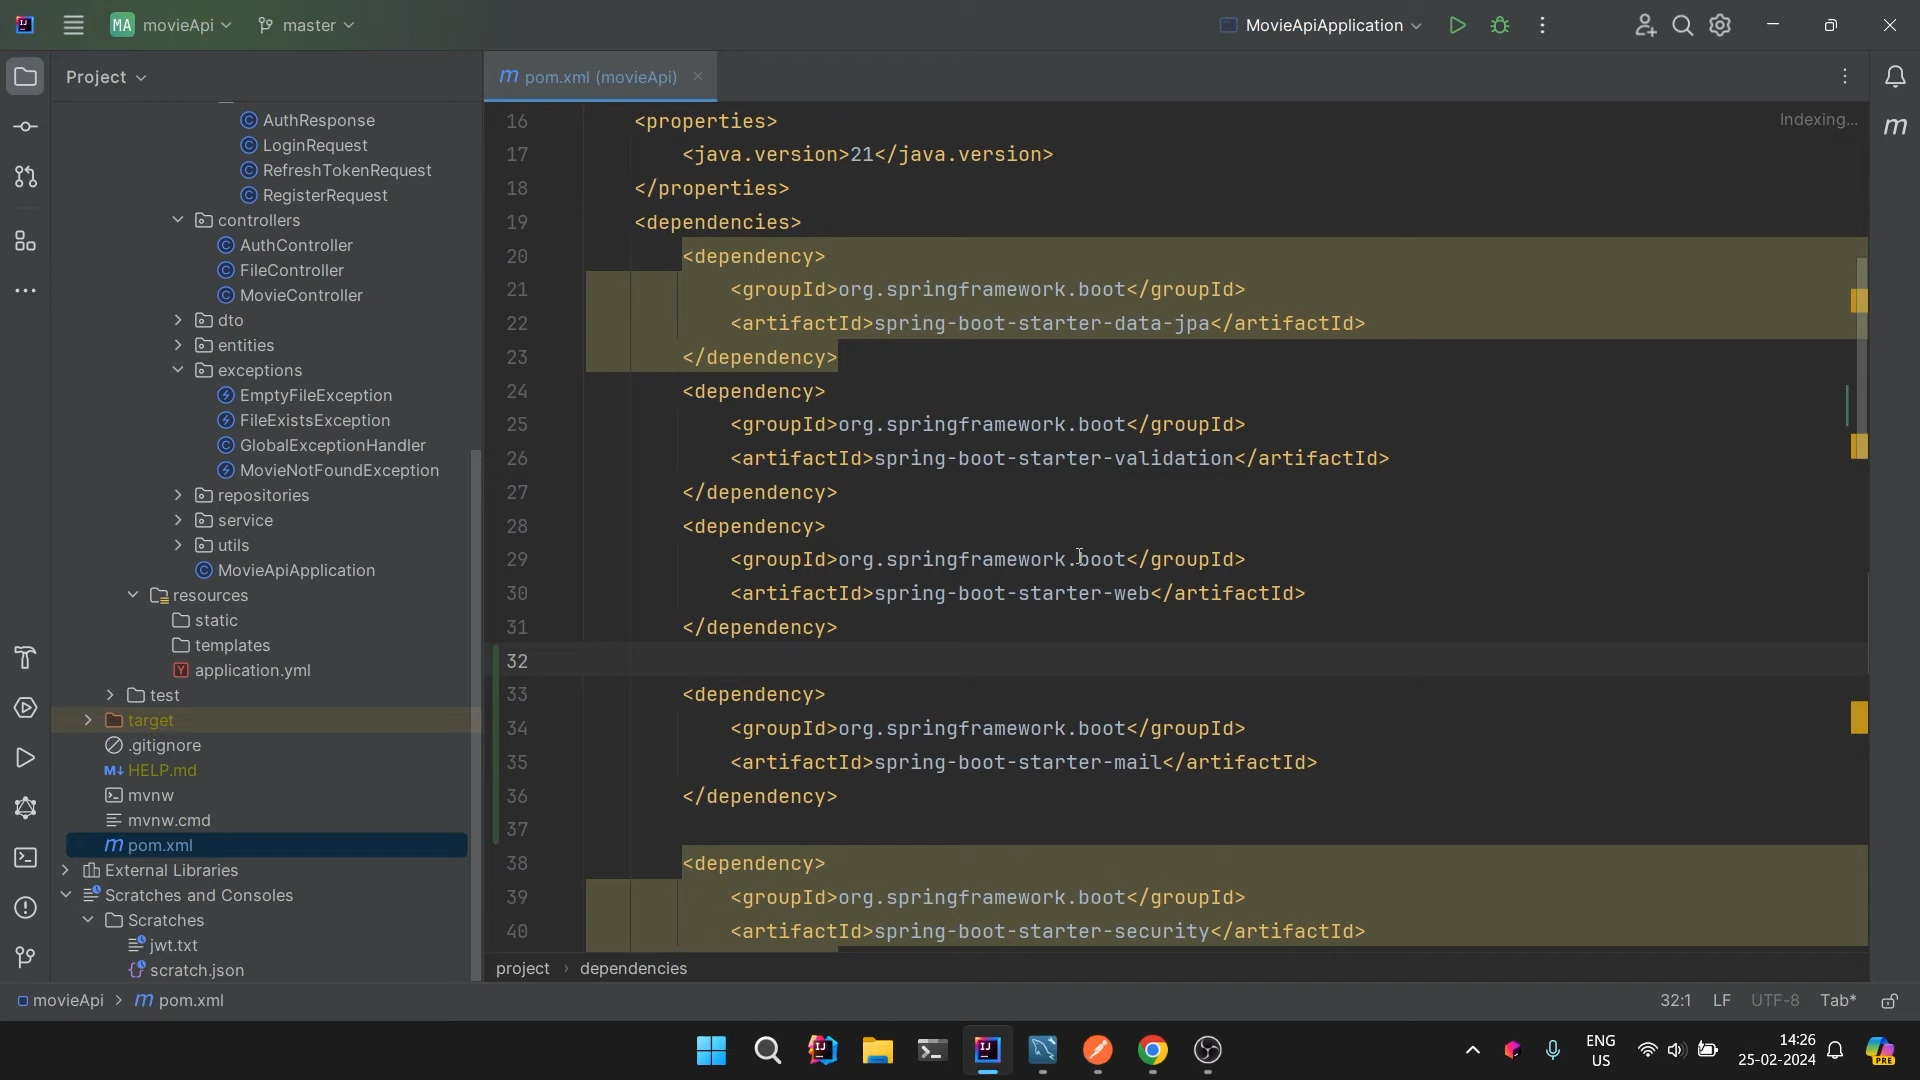 MA movieApi master MovieApiApplication
Project
pom.xml (movieApi)
AuthResponse
LoginRequest
RefreshTokenRequest
RegisterRequest
controllers
AuthController
FileController
MovieController
dto
entities
exceptions
EmptyFileException
FileExistsException
GlobalExceptionHandler
MovieNotFoundException
repositories
service
utils
MovieApiApplication
resources
static
templates
application.yml
test
target
.gitignore
HELP.md
mvnw
mvnw.cmd
pom.xml
External Libraries
Scratches and Consoles
Scratches
jwt.txt
scratch.json
Indexing...
16 <properties>
17 <java.version>21</java.version>
18 </properties>
19 <dependencies>
20 <dependency>
21 <groupId>org.springframework.boot</groupId>
22 <artifactId>spring-boot-starter-data-jpa</artifactId>
23 </dependency>
24 <dependency>
25 <groupId>org.springframework.boot</groupId>
26 <artifactId>spring-boot-starter-validation</artifactId>
27 </dependency>
28 <dependency>
29 <groupId>org.springframework.boot</groupId>
30 <artifactId>spring-boot-starter-web</artifactId>
31 </dependency>
32
33 <dependency>
34 <groupId>org.springframework.boot</groupId>
35 <artifactId>spring-boot-starter-mail</artifactId>
36 </dependency>
37
38 <dependency>
39 <groupId>org.springframework.boot</groupId>
40 <artifactId>spring-boot-starter-security</artifactId>
project › dependencies
movieApi › pom.xml 32:1 LF UTF-8 Tab*
ENG
US
14:26
25-02-2024
PRE